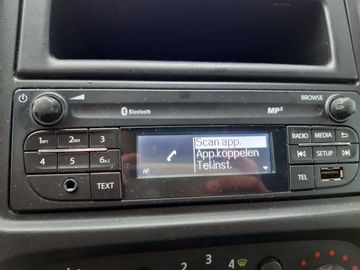 BROWSE
Bluetooth
MP3
1 2 3
RADIO MEDIA
Scan app.
App.koppelen
Tel.inst.
4 5 6
SETUP
TEXT
AF
TEL
4